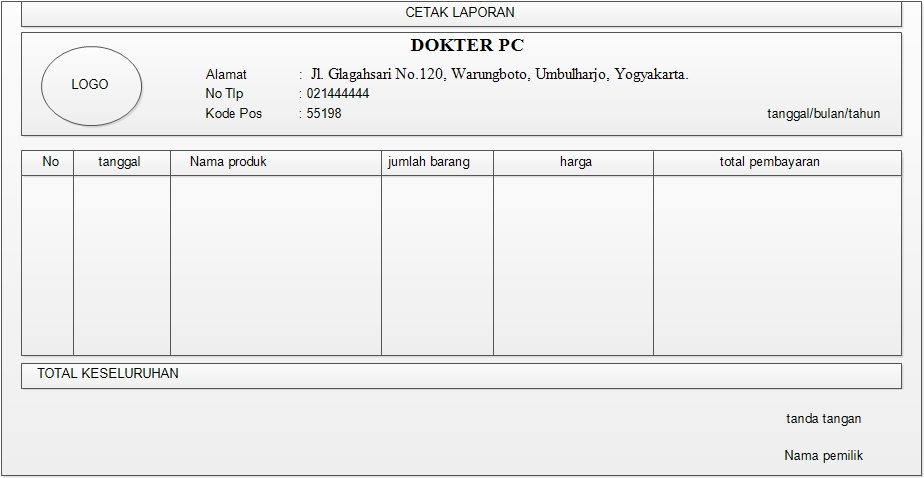 CETAK LAPORAN
DOKTER PC
LOGO
Alamat : Jl. Glagahsari No.120, Warungboto, Umbulharjo, Yogyakarta.
No Tlp : 021444444
Kode Pos : 55198
tanggal/bulan/tahun
No tanggal Nama produk jumlah barang harga total pembayaran
TOTAL KESELURUHAN
tanda tangan
Nama pemilik